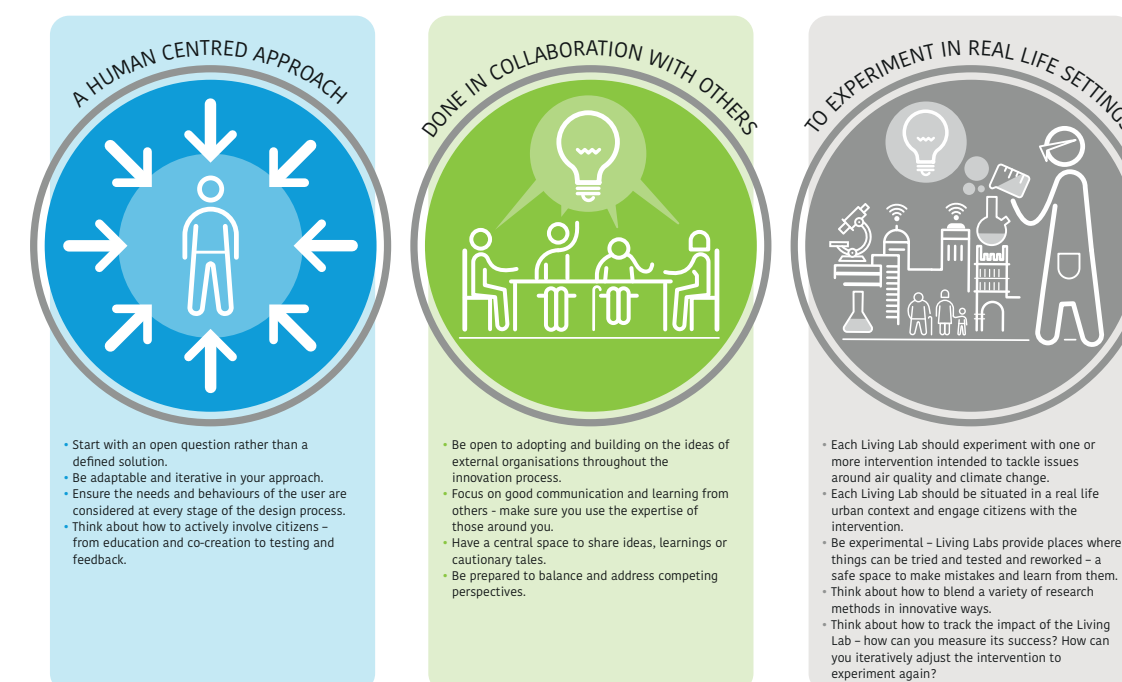 A HUMAN CENTRED APPROACH
• Start with an open question rather than a
defined solution.
• Be adaptable and iterative in your approach.
• Ensure the needs and behaviours of the user are
considered at every stage of the design process.
• Think about how to actively involve citizens –
from education and co-creation to testing and
feedback.
DONE IN COLLABORATION WITH OTHERS
• Be open to adopting and building on the ideas of
external organisations throughout the
innovation process.
• Focus on good communication and learning from
others - make sure you use the expertise of
those around you.
• Have a central space to share ideas, learnings or
cautionary tales.
• Be prepared to balance and address competing
perspectives.
TO EXPERIMENT IN REAL LIFE SETTINGS
• Each Living Lab should experiment with one or
more intervention intended to tackle issues
around air quality and climate change.
• Each Living Lab should be situated in a real life
urban context and engage citizens with the
intervention.
• Be experimental – Living Labs provide places where
things can be tried and tested and reworked – a
safe space to make mistakes and learn from them.
• Think about how to blend a variety of research
methods in innovative ways.
• Think about how to track the impact of the Living
Lab – how can you measure its success? How can
you iteratively adjust the intervention to
experiment again?